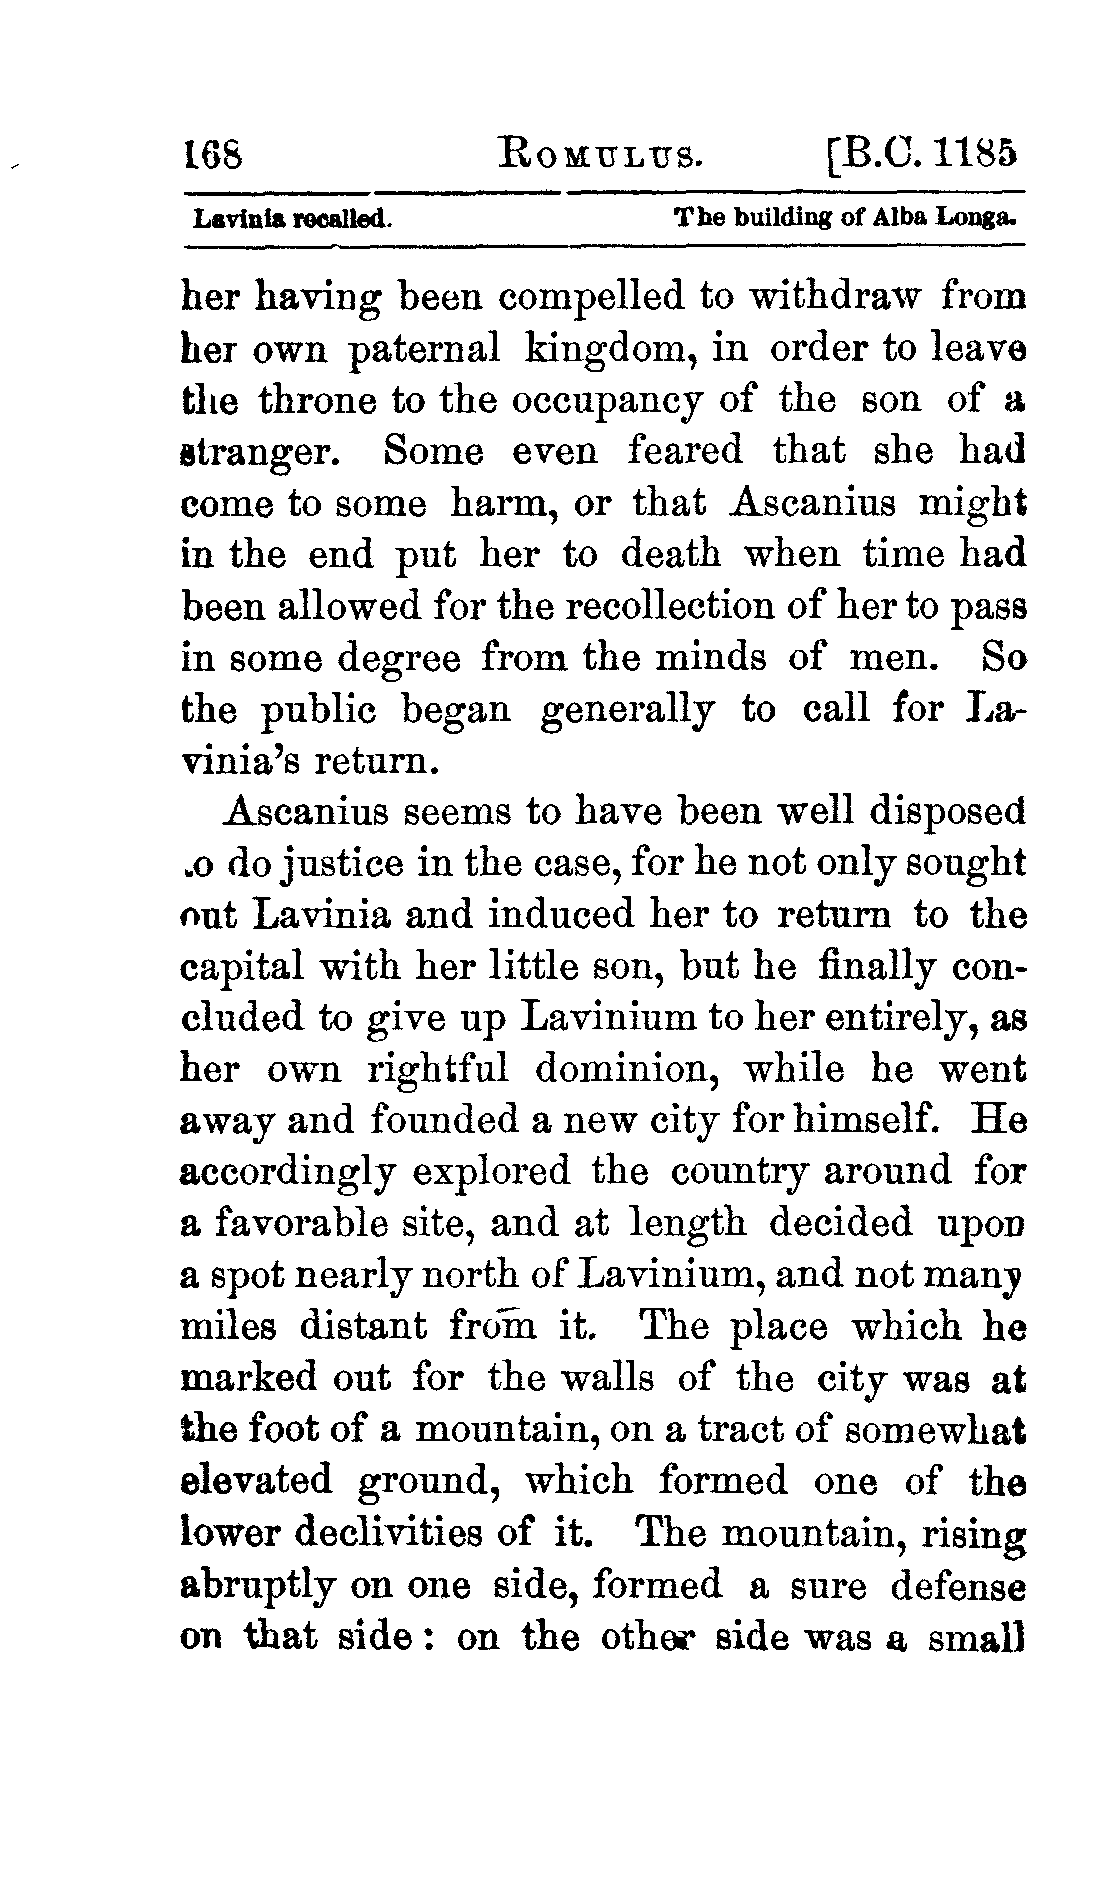 168 ROMULUS. [B.C. 1185
Lavinia recalled. The building of Alba Longa.
her having been compelled to withdraw from
her own paternal kingdom, in order to leave
the throne to the occupancy of the son of a
stranger. Some even feared that she had
come to some harm, or that Ascanius might
in the end put her to death when time had
been allowed for the recollection of her to pass
in some degree from the minds of men. So
the public began generally to call for La-
vinia's return.
Ascanius seems to have been well disposed
to do justice in the case, for he not only sought
out Lavinia and induced her to return to the
capital with her little son, but he finally con-
cluded to give up Lavinium to her entirely, as
her own rightful dominion, while he went
away and founded a new city for himself. He
accordingly explored the country around for
a favorable site, and at length decided upon
a spot nearly north of Lavinium, and not many
miles distant from it. The place which he
marked out for the walls of the city was at
the foot of a mountain, on a tract of somewhat
elevated ground, which formed one of the
lower declivities of it. The mountain, rising
abruptly on one side, formed a sure defense
on that side: on the other side was a small